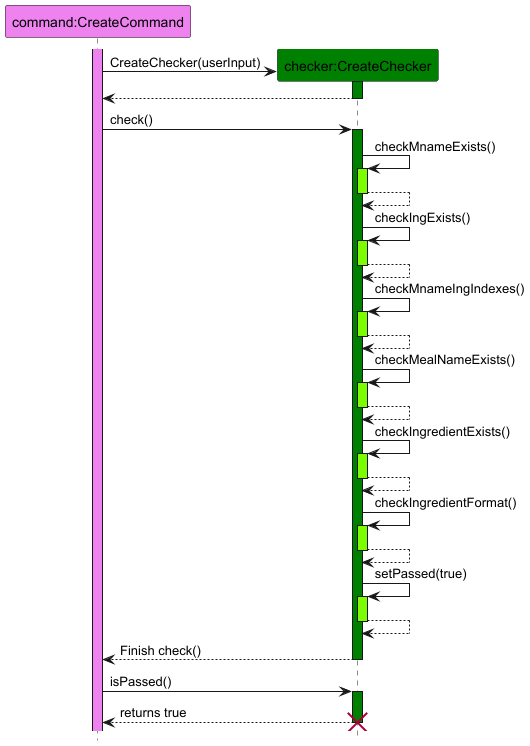 command:CreateCommand
CreateChecker(userInput)
checker:CreateChecker
check()
checkMnameExists()
checkIngExists()
checkMnameIngIndexes()
checkMealNameExists()
checkIngredientExists()
checkIngredientFormat()
setPassed(true)
Finish check()
isPassed()
returns true